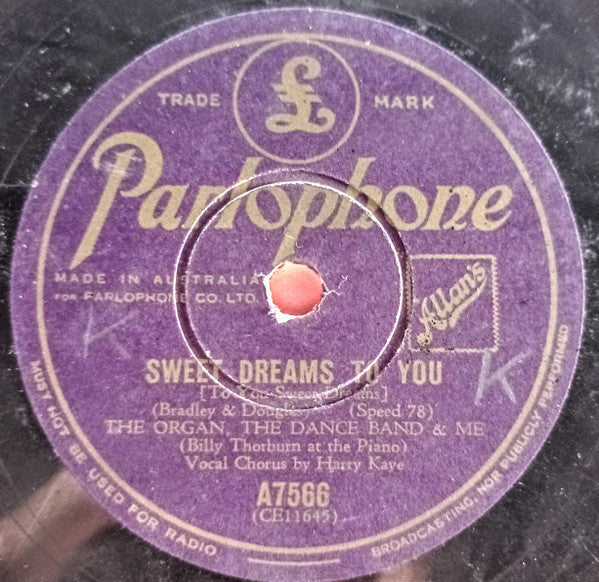 TRADE MARK
£
Parlophone
MADE IN AUSTRALIA
FOR PARLOPHONE CO. LTD.
Allan's
SWEET DREAMS TO YOU
[To You Sweet Dreams]
(Bradley & Douglas) (Speed 78)
THE ORGAN, THE DANCE BAND & ME
(Billy Thorburn at the Piano)
Vocal Chorus by Harry Kaye
A7566
(CE11645)
K
K
MUST NOT BE USED FOR RADIO BROADCASTING, NOR PUBLICLY PERFORMED